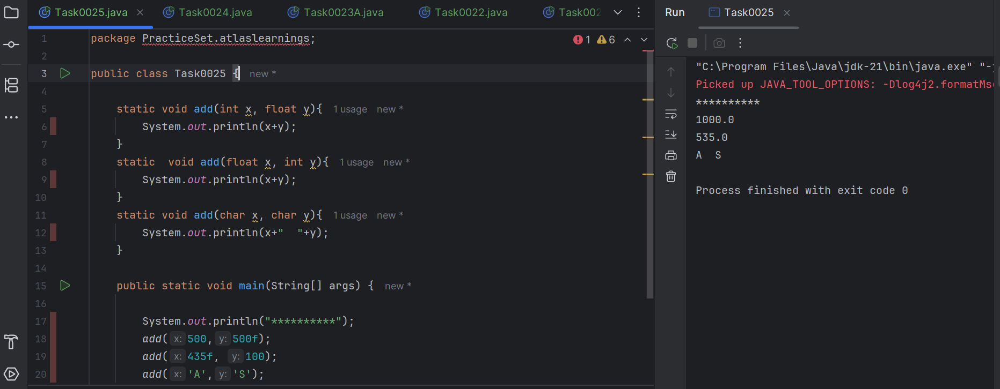 Task0025.java
Task0024.java
Task0023A.java
Task0022.java
Task002
Run
Task0025
1 package PracticeSet.atlaslearnings;
1 6
2
3 public class Task0025 { new *
4
5 static void add(int x, float y){ 1 usage new *
6 System.out.println(x+y);
7 }
8 static  void add(float x, int y){ 1 usage new *
9 System.out.println(x+y);
10 }
11 static void add(char x, char y){ 1 usage new *
12 System.out.println(x+"  "+y);
13 }
14
15 public static void main(String[] args) { new *
16
17 System.out.println("**********");
18 add( x: 500, y: 500f);
19 add( x: 435f, y: 100);
20 add( x: 'A', y: 'S');
"C:\Program Files\Java\jdk-21\bin\java.exe" "-
Picked up JAVA_TOOL_OPTIONS: -Dlog4j2.formatMs
**********
1000.0
535.0
A  S
Process finished with exit code 0